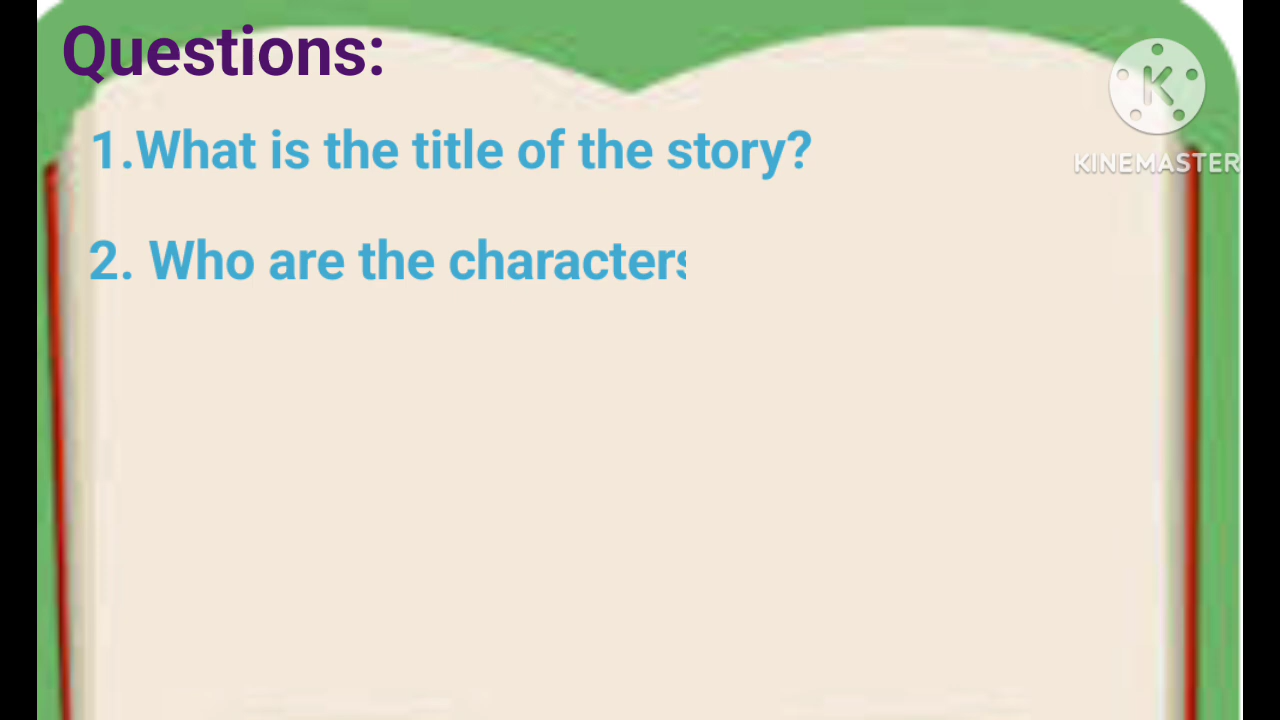 Questions:
1.What is the title of the story?
2. Who are the characters
K
KINEMASTER